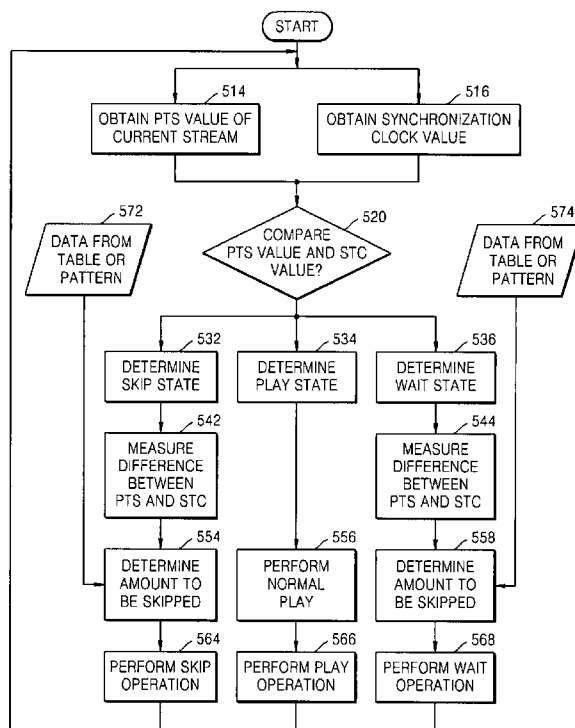 START
514
OBTAIN PTS VALUE OF
CURRENT STREAM
516
OBTAIN SYNCHRONIZATION
CLOCK VALUE
572
DATA FROM
TABLE OR
PATTERN
520
COMPARE
PTS VALUE AND STC
VALUE?
574
DATA FROM
TABLE OR
PATTERN
532
DETERMINE
SKIP STATE
534
DETERMINE
PLAY STATE
536
DETERMINE
WAIT STATE
542
MEASURE
DIFFERENCE
BETWEEN
PTS AND STC
544
MEASURE
DIFFERENCE
BETWEEN
PTS AND STC
554
DETERMINE
AMOUNT TO
BE SKIPPED
556
PERFORM
NORMAL
PLAY
558
DETERMINE
AMOUNT TO
BE SKIPPED
564
PERFORM SKIP
OPERATION
566
PERFORM PLAY
OPERATION
568
PERFORM WAIT
OPERATION